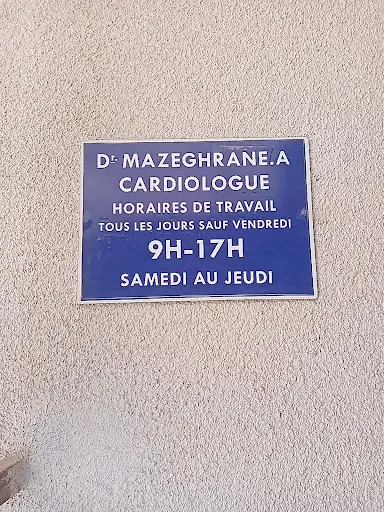 Dr MAZEGHRANE.A
CARDIOLOGUE
HORAIRES DE TRAVAIL
TOUS LES JOURS SAUF VENDREDI
9H-17H
SAMEDI AU JEUDI